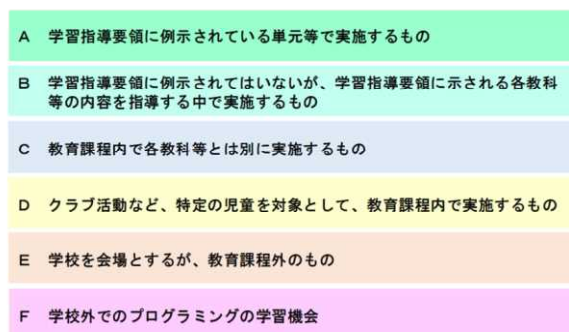 A 学習指導要領に例示されている単元等で実施するもの
B 学習指導要領に例示されてはいないが、学習指導要領に示される各教科
等の内容を指導する中で実施するもの
C 教育課程内で各教科等とは別に実施するもの
D クラブ活動など、特定の児童を対象として、教育課程内で実施するもの
E 学校を会場とするが、教育課程外のもの
F 学校外でのプログラミングの学習機会